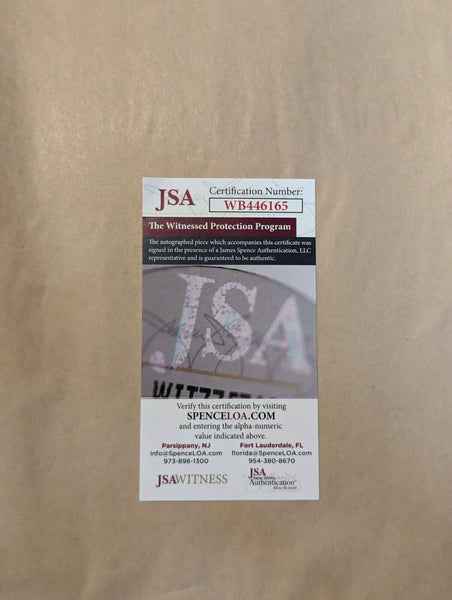 JSA
Certification Number:
WB446165
The Witnessed Protection Program
The autographed piece which accompanies this certificate was
signed in the presence of a James Spence Authentication, LLC
representative and is guaranteed to be authentic.
JSA
Verify this certification by visiting
SPENCELOA.COM
and entering the alpha-numeric
value indicated above.
Parsippany, NJ
info@SpenceLOA.com
973-898-1300
Fort Lauderdale, FL
florida@SpenceLOA.com
954-380-8670
JSAWITNESS
JSA
James Spence
Authentication